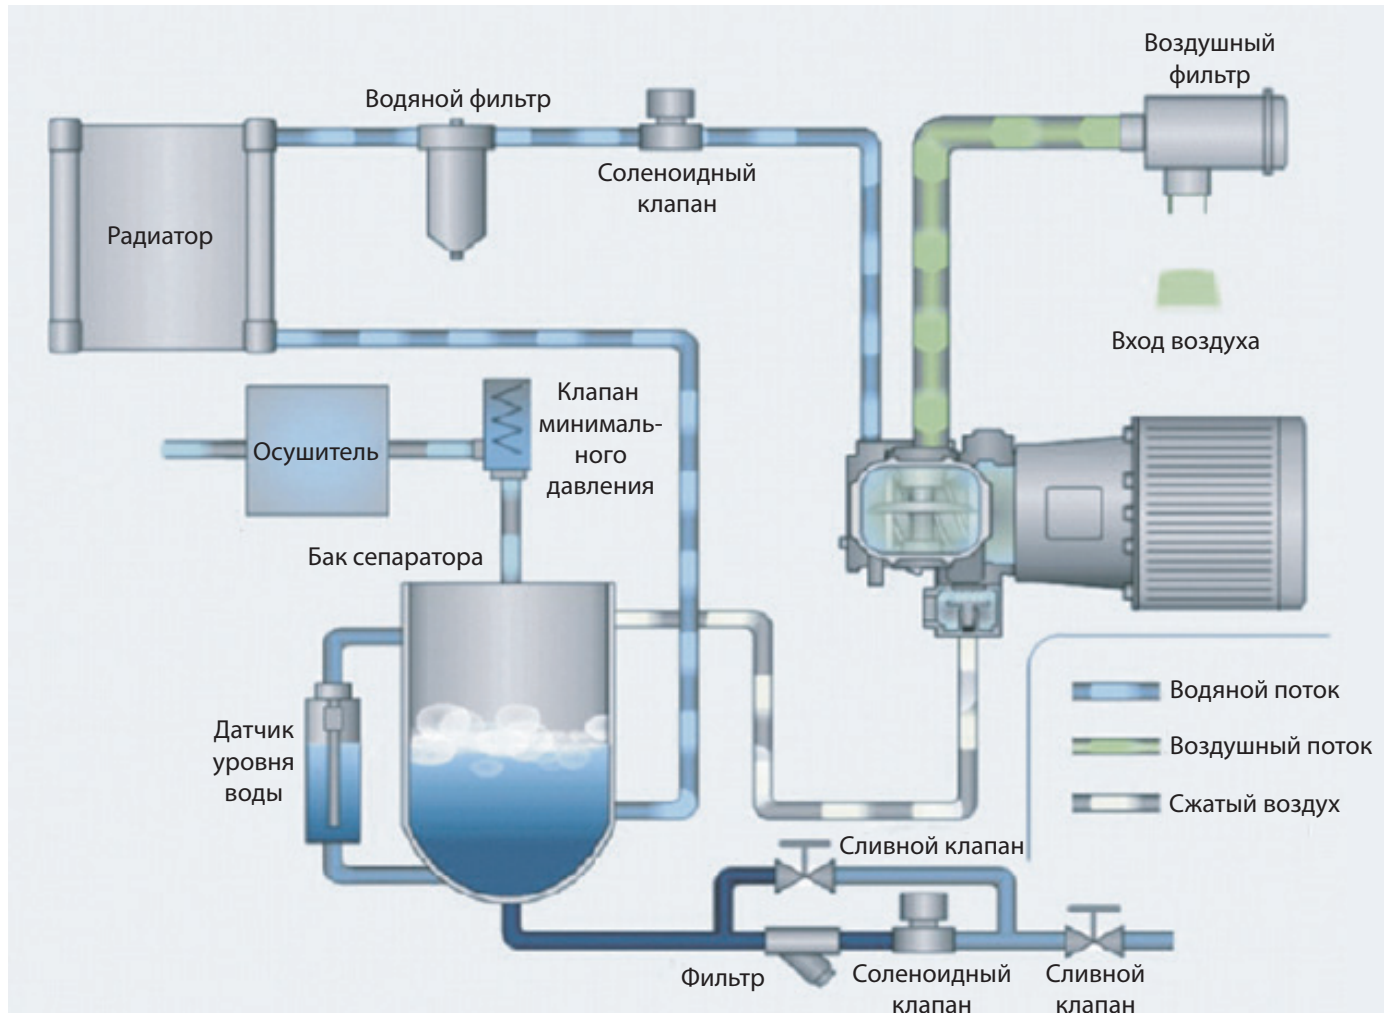 Воздушный
фильтр
Водяной фильтр
Соленоидный
клапан
Радиатор
Вход воздуха
Клапан
минималь-
ного
давления
Осушитель
Бак сепаратора
Водяной поток
Датчик
уровня
воды
Воздушный поток
Сжатый воздух
Сливной клапан
Фильтр
Соленоидный
клапан
Сливной
клапан